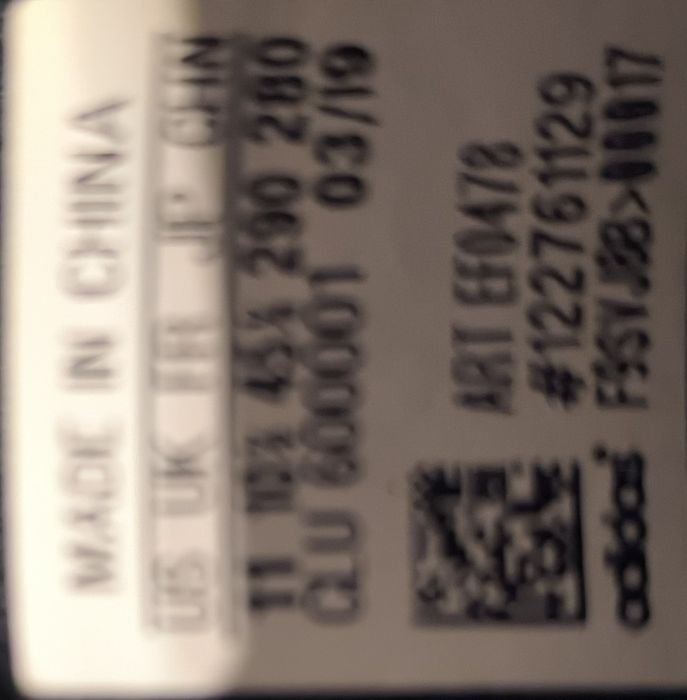 MADE IN CHINA
US UK FR JP CHN
11 10½ 45⅓ 290 280
CLU 600001 03/19
ART EF0478
#122761129
adidas